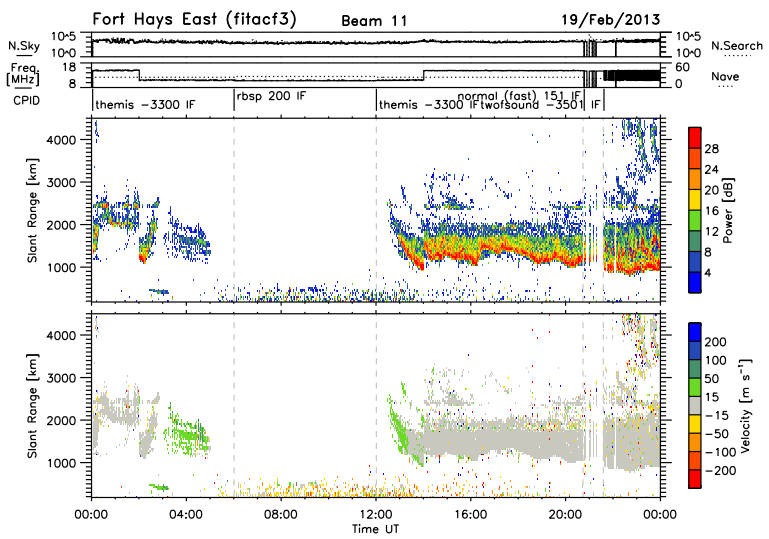 Fort Hays East (fitacf3) Beam 11 19/Feb/2013
N.Sky 10^5 10^0 10^5 10^0 N.Search
Freq. [MHz] 18 8 60 0 Nave
CPID themis -3300 IF rbsp 200 IF themis -3300 IF normal (fast) 151 IF twofsound -3501 IF
Slant Range [km]
4000
3000
2000
1000
28
24
20
16
12
8
4
Power [dB]
Slant Range [km]
4000
3000
2000
1000
200
100
50
15
-15
-50
-100
-200
Velocity [m s⁻¹]
00:00 04:00 08:00 12:00 16:00 20:00 00:00
Time UT